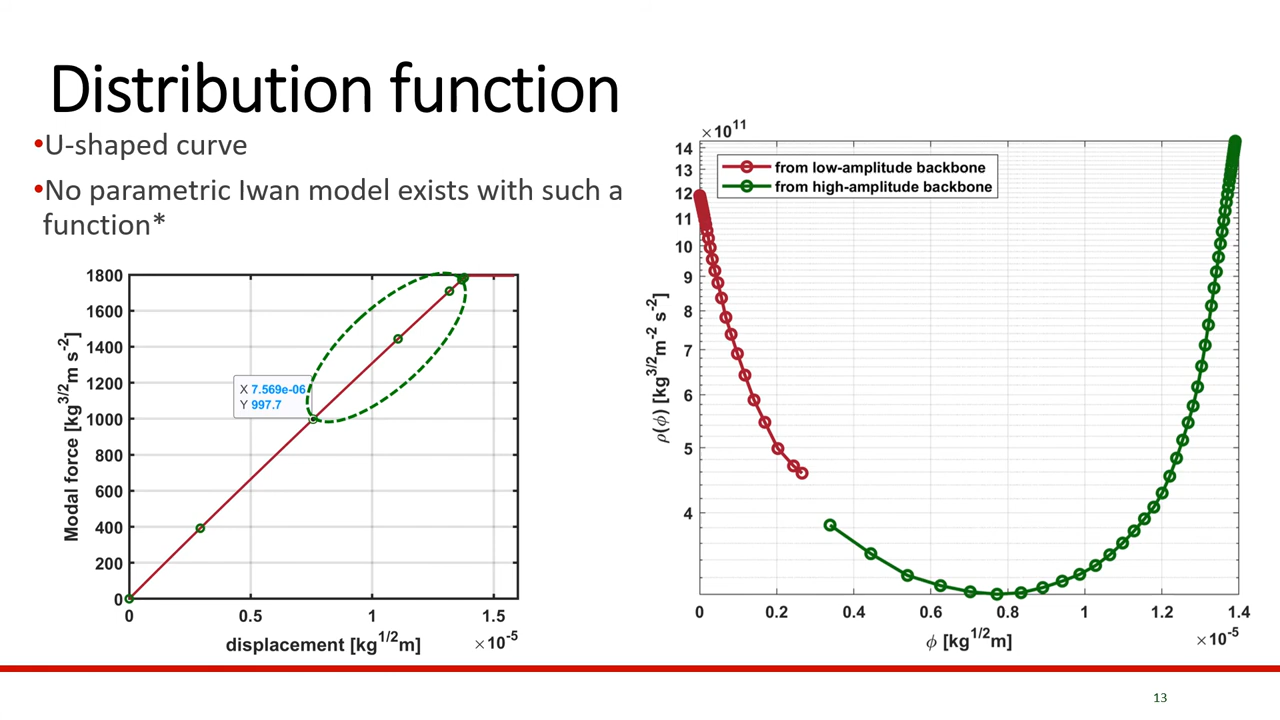 Distribution function
•U-shaped curve
•No parametric Iwan model exists with such a
function*
1800
1600
1400
1200
1000
800
600
400
200
0
Modal force [kg^3/2 m s^-2]
X 7.569e-06
Y 997.7
0 0.5 1 1.5
displacement [kg^1/2 m]
×10^-5
×10^11
14
13
12
11
10
9
8
7
6
5
4
ρ(ϕ) [kg^3/2 m^-2 s^-2]
from low-amplitude backbone
from high-amplitude backbone
0 0.2 0.4 0.6 0.8 1 1.2 1.4
ϕ [kg^1/2 m]
×10^-5
13